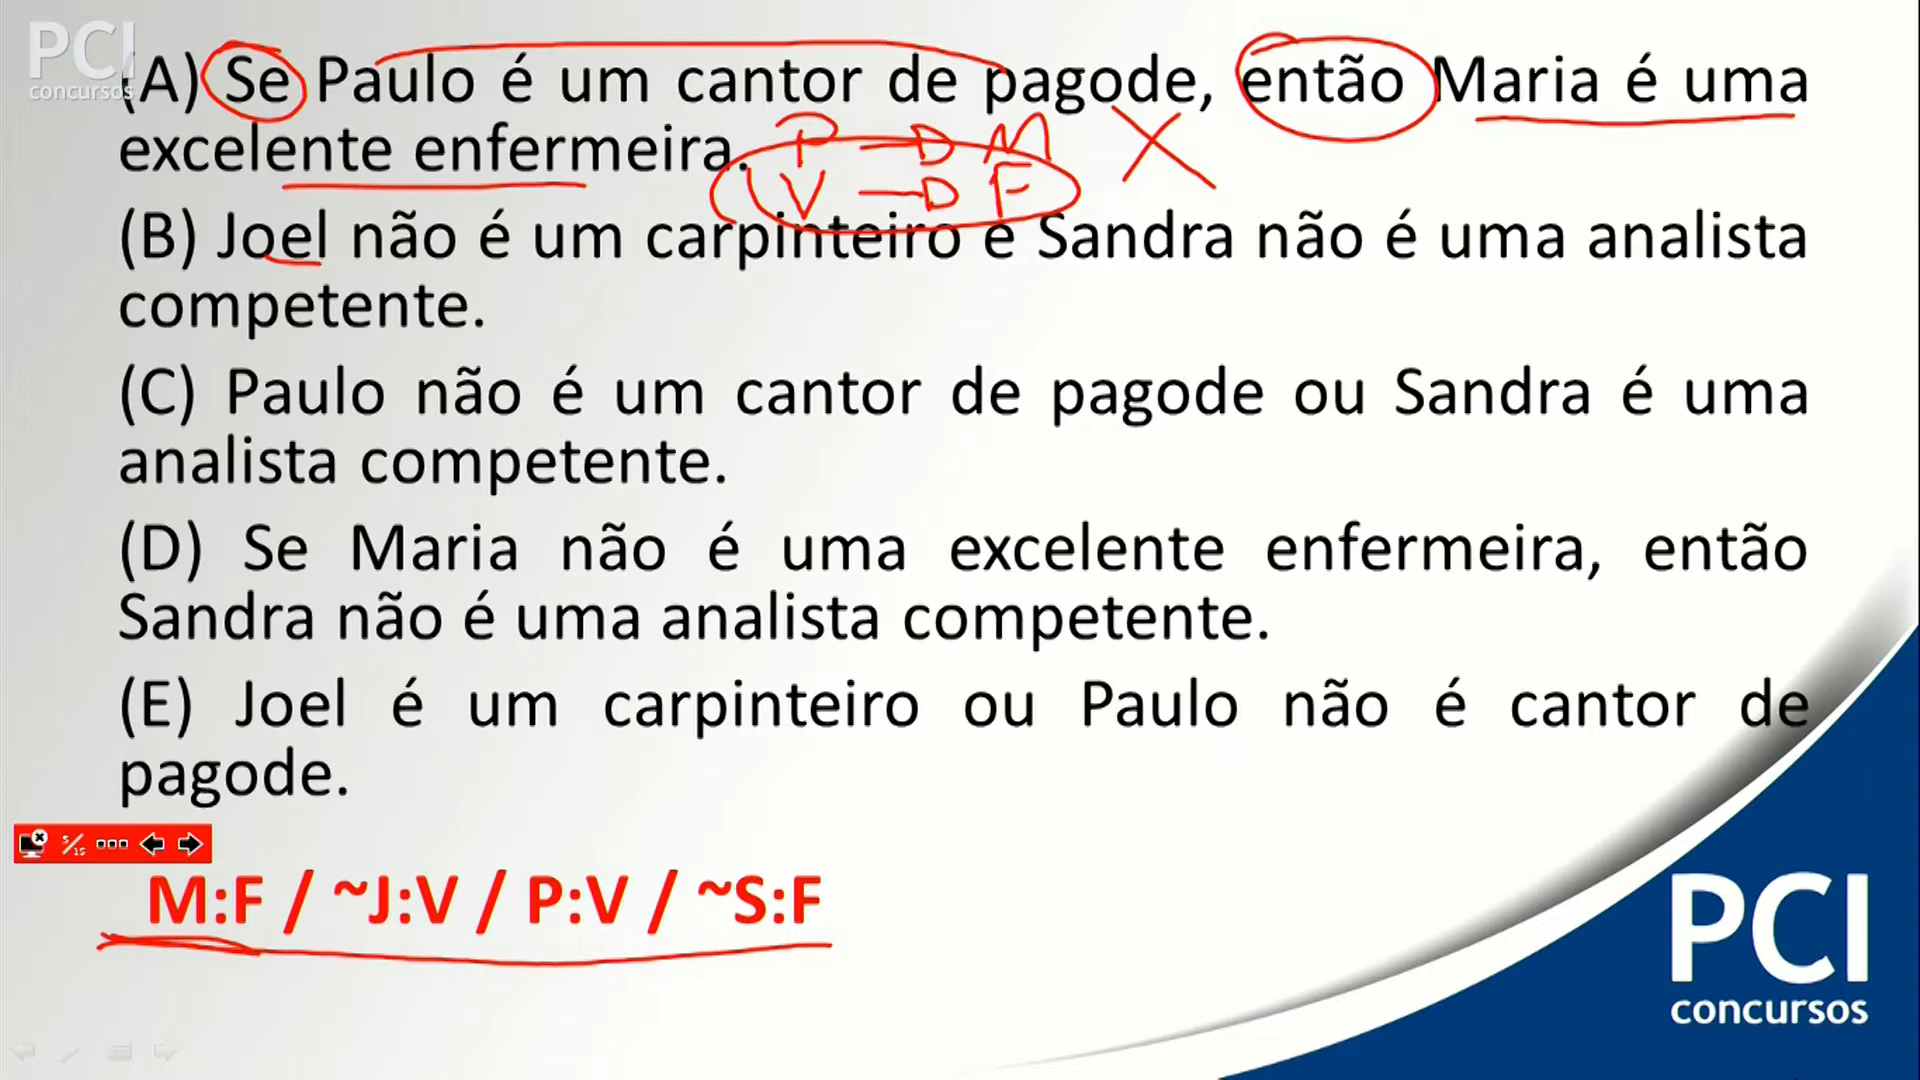 PCI
concursos
(A) Se Paulo é um cantor de pagode, então Maria é uma
excelente enfermeira.
P → M
V → F
(B) Joel não é um carpinteiro e Sandra não é uma analista
competente.
(C) Paulo não é um cantor de pagode ou Sandra é uma
analista competente.
(D) Se Maria não é uma excelente enfermeira, então
Sandra não é uma analista competente.
(E) Joel é um carpinteiro ou Paulo não é cantor de
pagode.
5/15
M:F / ~J:V / P:V / ~S:F
PCI
concursos